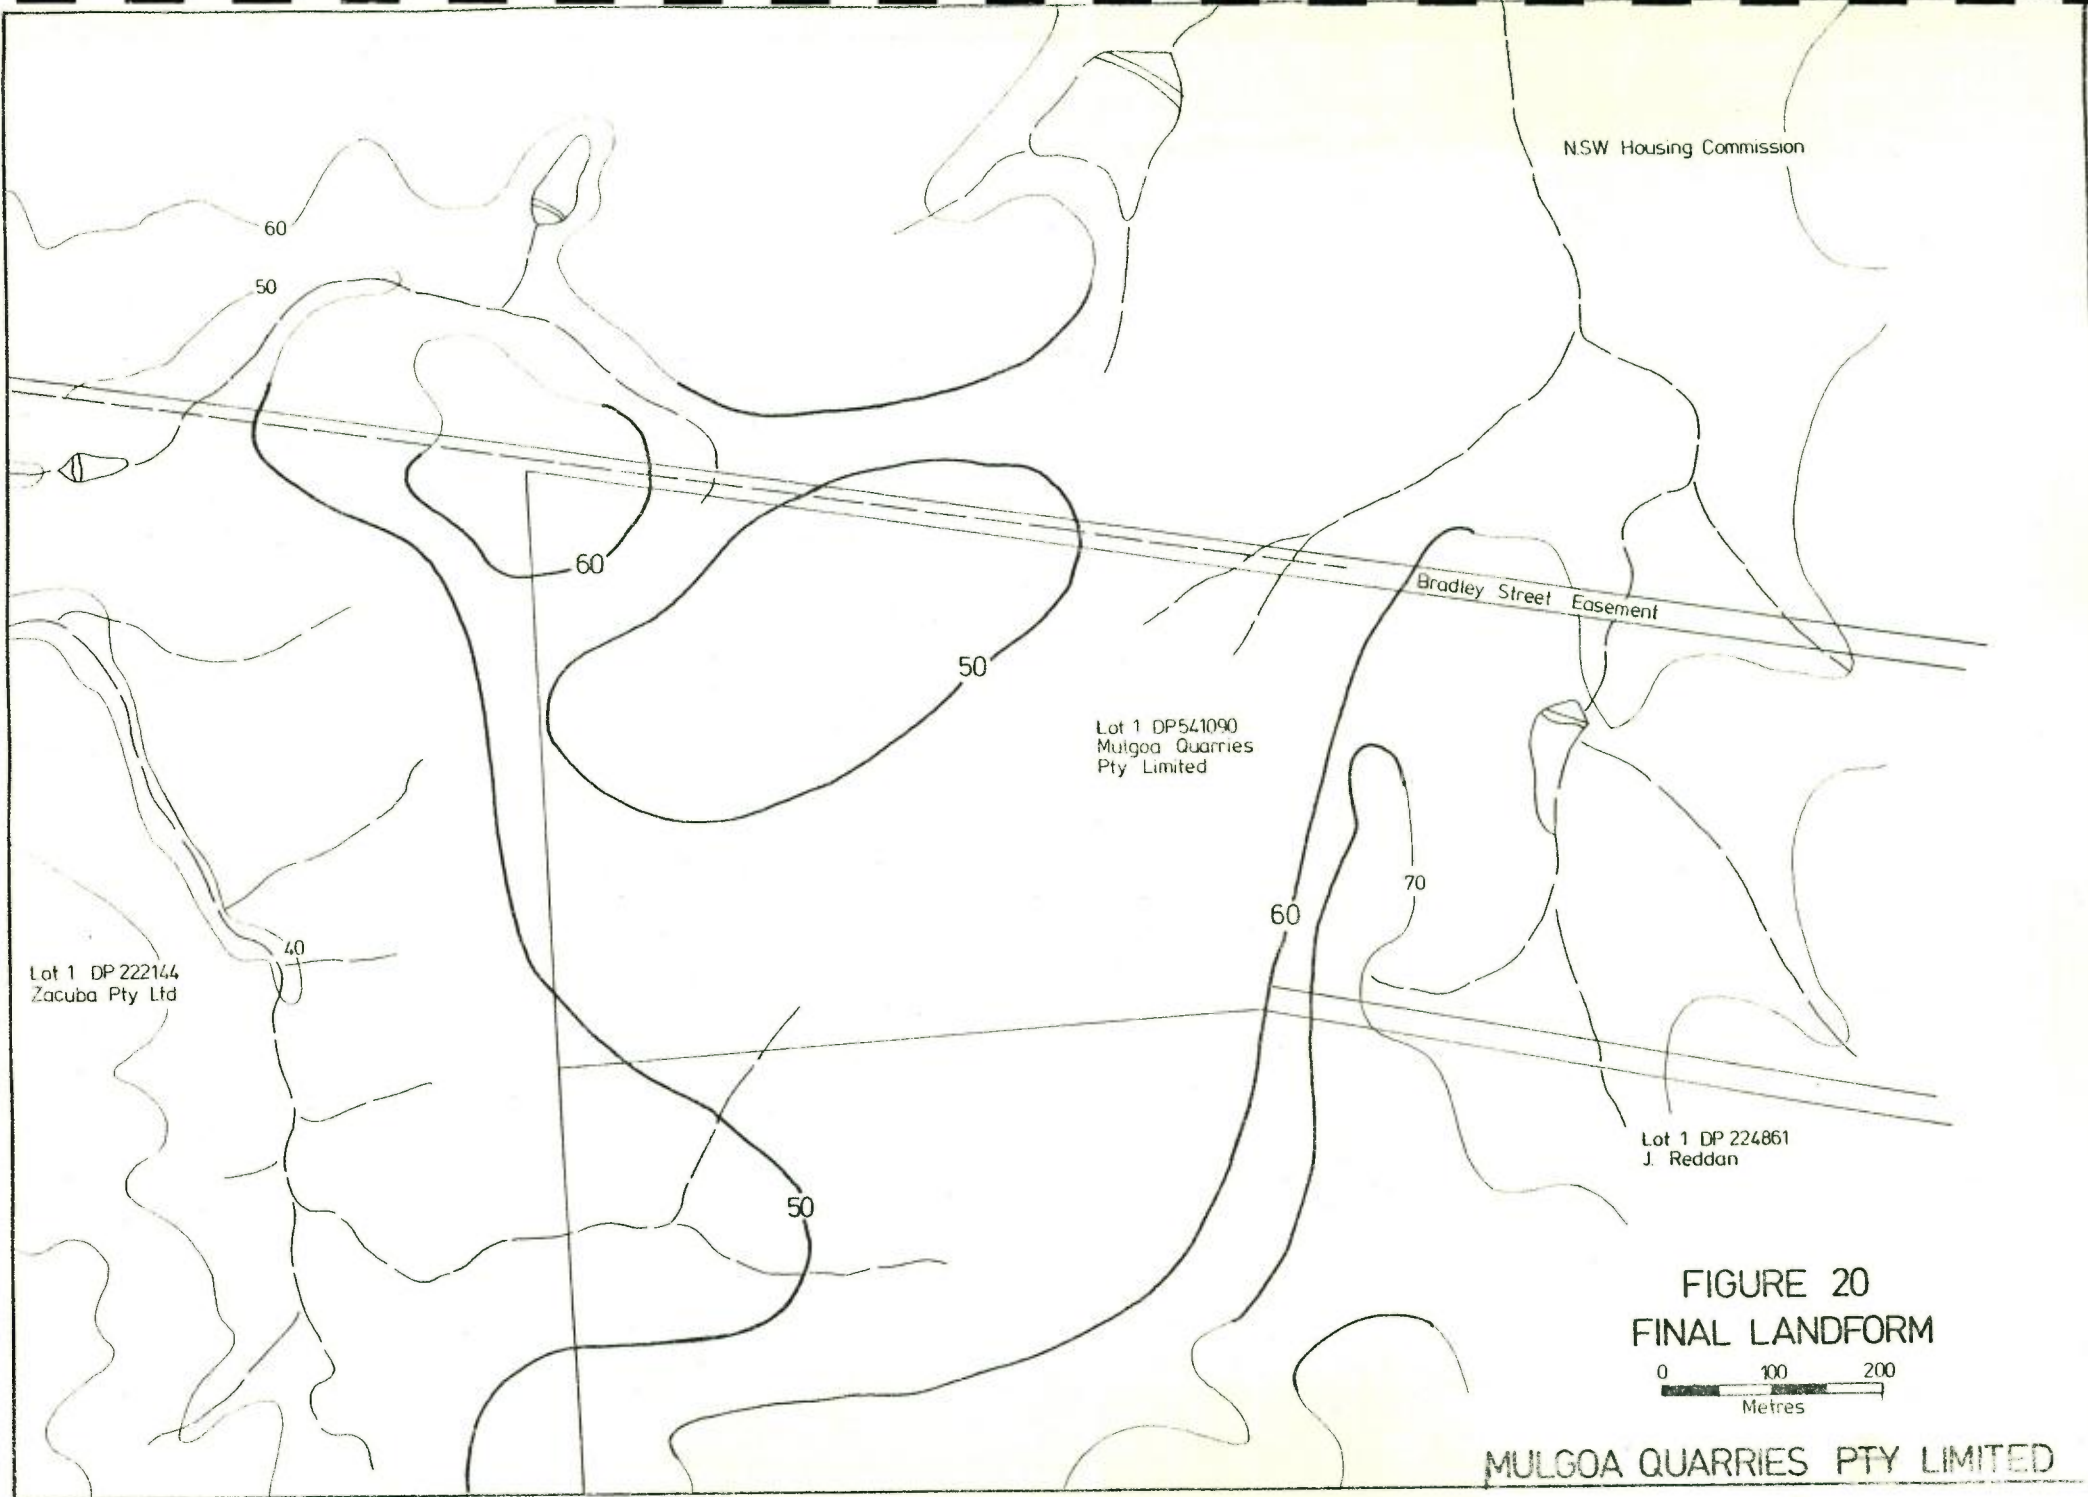 N.S.W Housing Commission
60
50
60
Bradley Street Easement
50
Lot 1 DP541090
Mulgoa Quarries
Pty Limited
70
60
40
Lot 1 DP 222144
Zacuba Pty Ltd
Lot 1 DP 224861
J. Reddan
50
FIGURE 20
FINAL LANDFORM
0 100 200
Metres
MULGOA QUARRIES PTY LIMITED